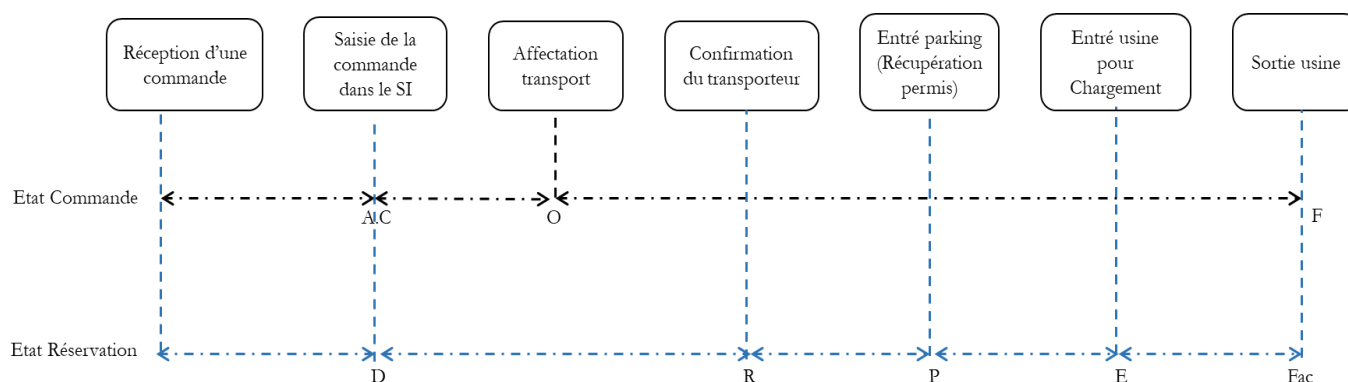 Réception d'une
commande
Saisie de la
commande
dans le SI
Affectation
transport
Confirmation
du transporteur
Entré parking
(Récupération
permis)
Entré usine
pour
Chargement
Sortie usine
Etat Commande
A.C
O
F
Etat Réservation
D
R
P
E
Fac